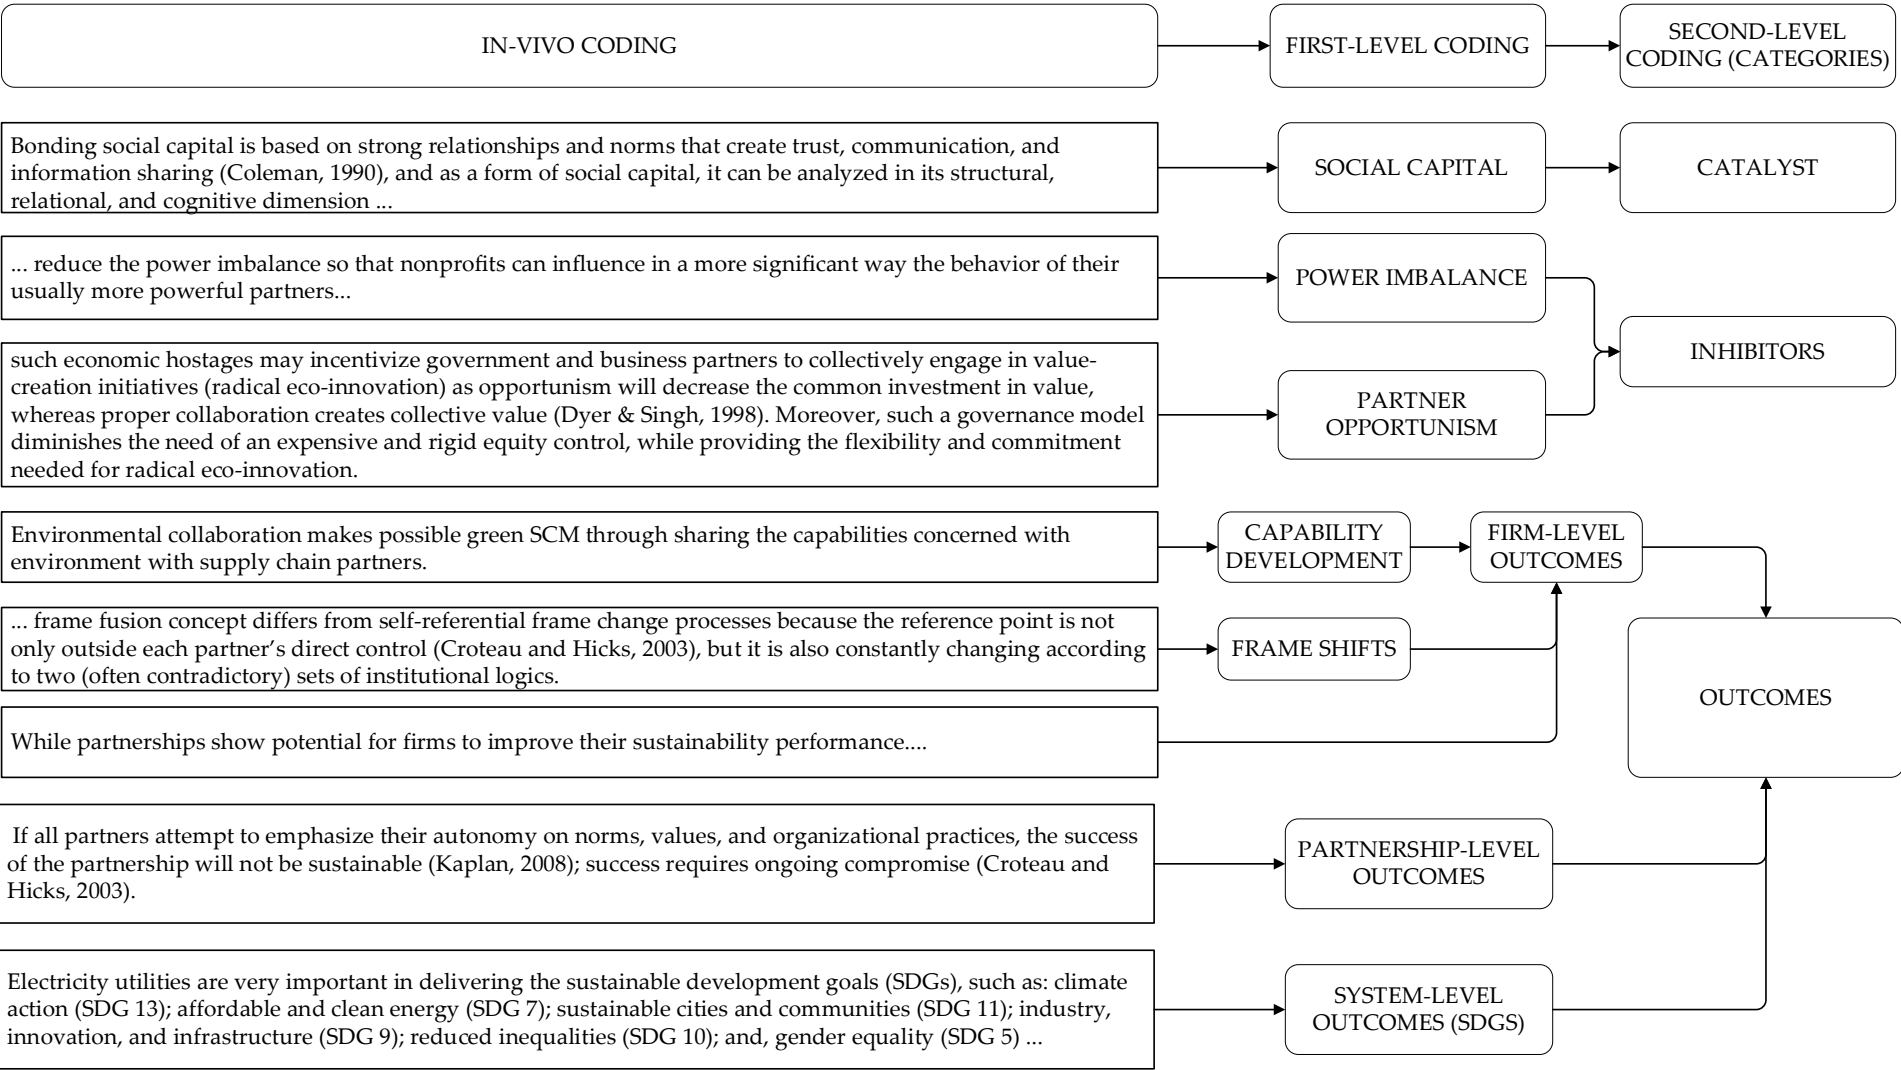 IN-VIVO CODING
FIRST-LEVEL CODING
SECOND-LEVEL
CODING (CATEGORIES)
Bonding social capital is based on strong relationships and norms that create trust, communication, and
information sharing (Coleman, 1990), and as a form of social capital, it can be analyzed in its structural,
relational, and cognitive dimension ...
SOCIAL CAPITAL
CATALYST
... reduce the power imbalance so that nonprofits can influence in a more significant way the behavior of their
usually more powerful partners...
POWER IMBALANCE
such economic hostages may incentivize government and business partners to collectively engage in value-
creation initiatives (radical eco-innovation) as opportunism will decrease the common investment in value,
whereas proper collaboration creates collective value (Dyer & Singh, 1998). Moreover, such a governance model
diminishes the need of an expensive and rigid equity control, while providing the flexibility and commitment
needed for radical eco-innovation.
PARTNER
OPPORTUNISM
INHIBITORS
Environmental collaboration makes possible green SCM through sharing the capabilities concerned with
environment with supply chain partners.
CAPABILITY
DEVELOPMENT
FIRM-LEVEL
OUTCOMES
... frame fusion concept differs from self-referential frame change processes because the reference point is not
only outside each partner's direct control (Croteau and Hicks, 2003), but it is also constantly changing according
to two (often contradictory) sets of institutional logics.
FRAME SHIFTS
While partnerships show potential for firms to improve their sustainability performance....
OUTCOMES
If all partners attempt to emphasize their autonomy on norms, values, and organizational practices, the success
of the partnership will not be sustainable (Kaplan, 2008); success requires ongoing compromise (Croteau and
Hicks, 2003).
PARTNERSHIP-LEVEL
OUTCOMES
Electricity utilities are very important in delivering the sustainable development goals (SDGs), such as: climate
action (SDG 13); affordable and clean energy (SDG 7); sustainable cities and communities (SDG 11); industry,
innovation, and infrastructure (SDG 9); reduced inequalities (SDG 10); and, gender equality (SDG 5) ...
SYSTEM-LEVEL
OUTCOMES (SDGS)